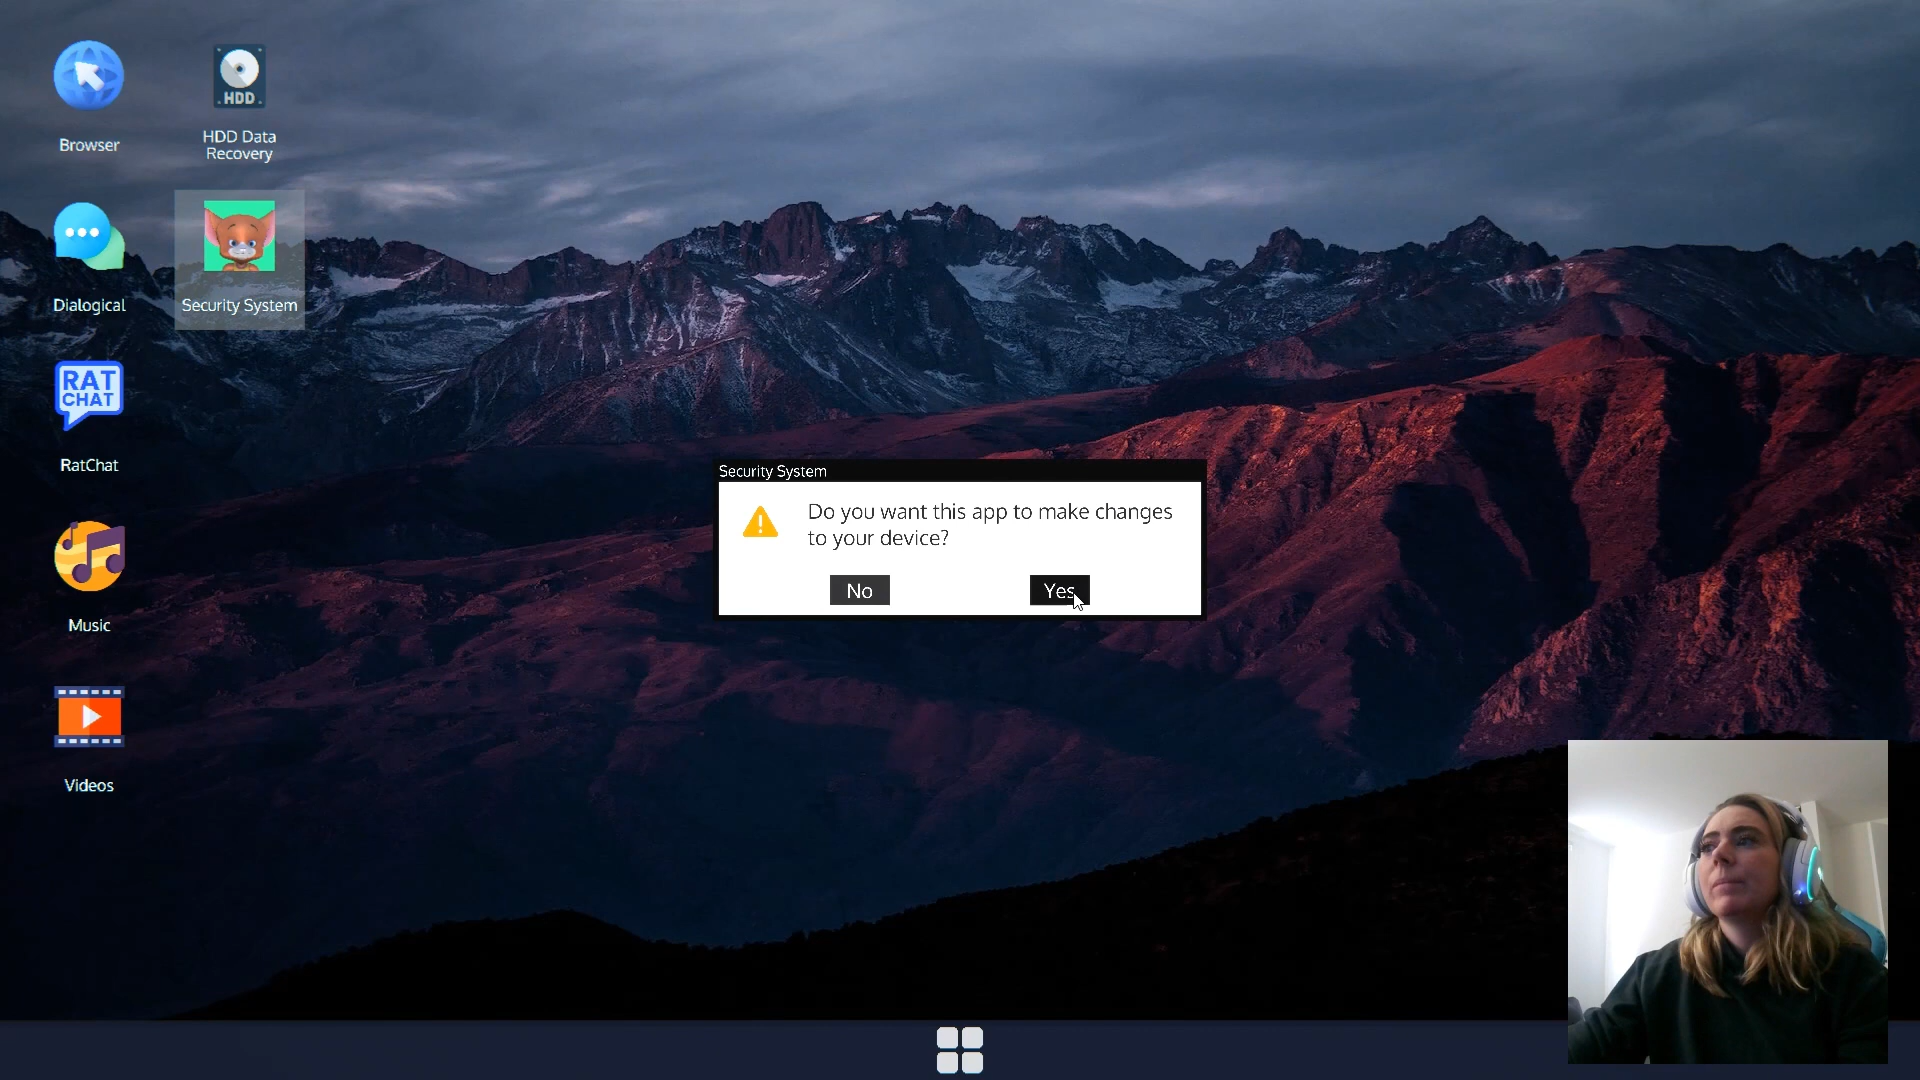 Browser
HDD
HDD Data
Recovery
Dialogical
Security System
RAT
CHAT
RatChat
Music
Videos
Security System
Do you want this app to make changes
to your device?
No
Yes